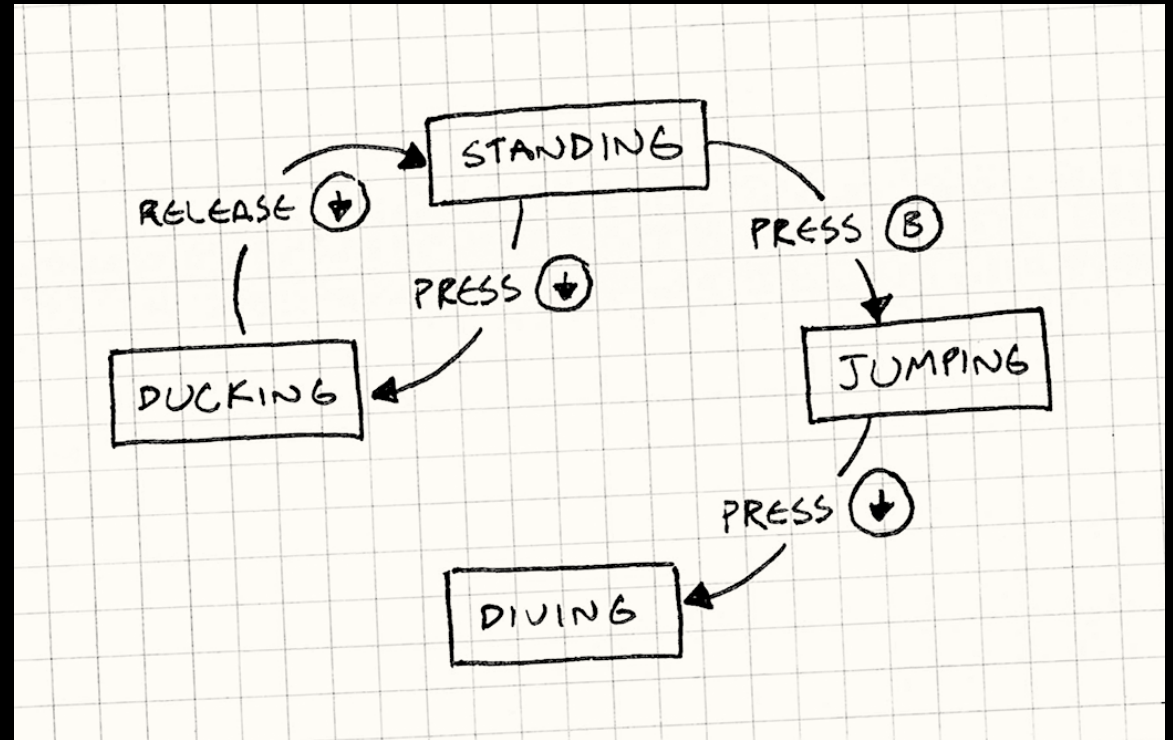 STANDING
RELEASE ↓
PRESS B
PRESS ↓
JUMPING
DUCKING
PRESS ↓
DIVING